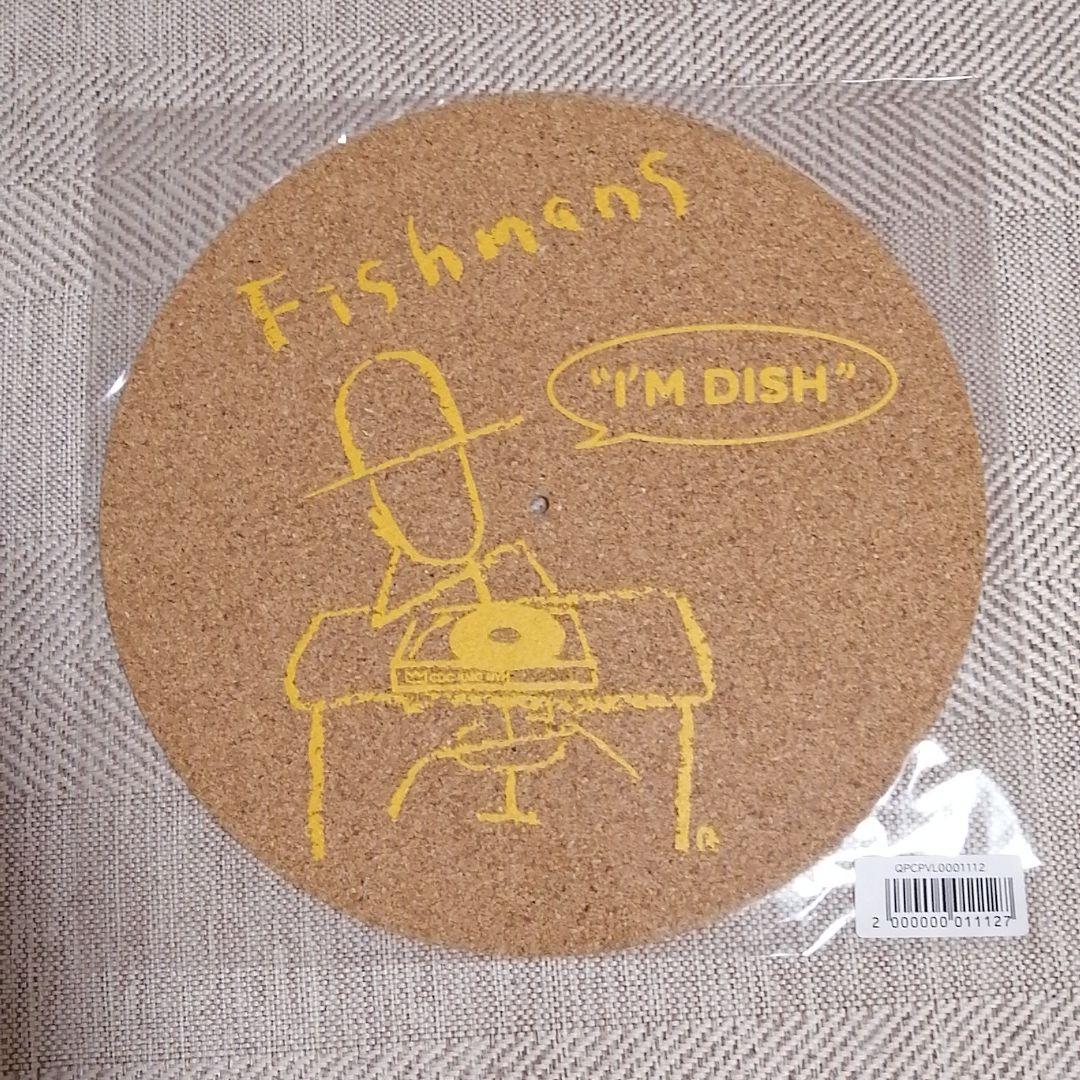 Fishmans
“I'M DISH”
QPCPVL0001112
2 000000 011127